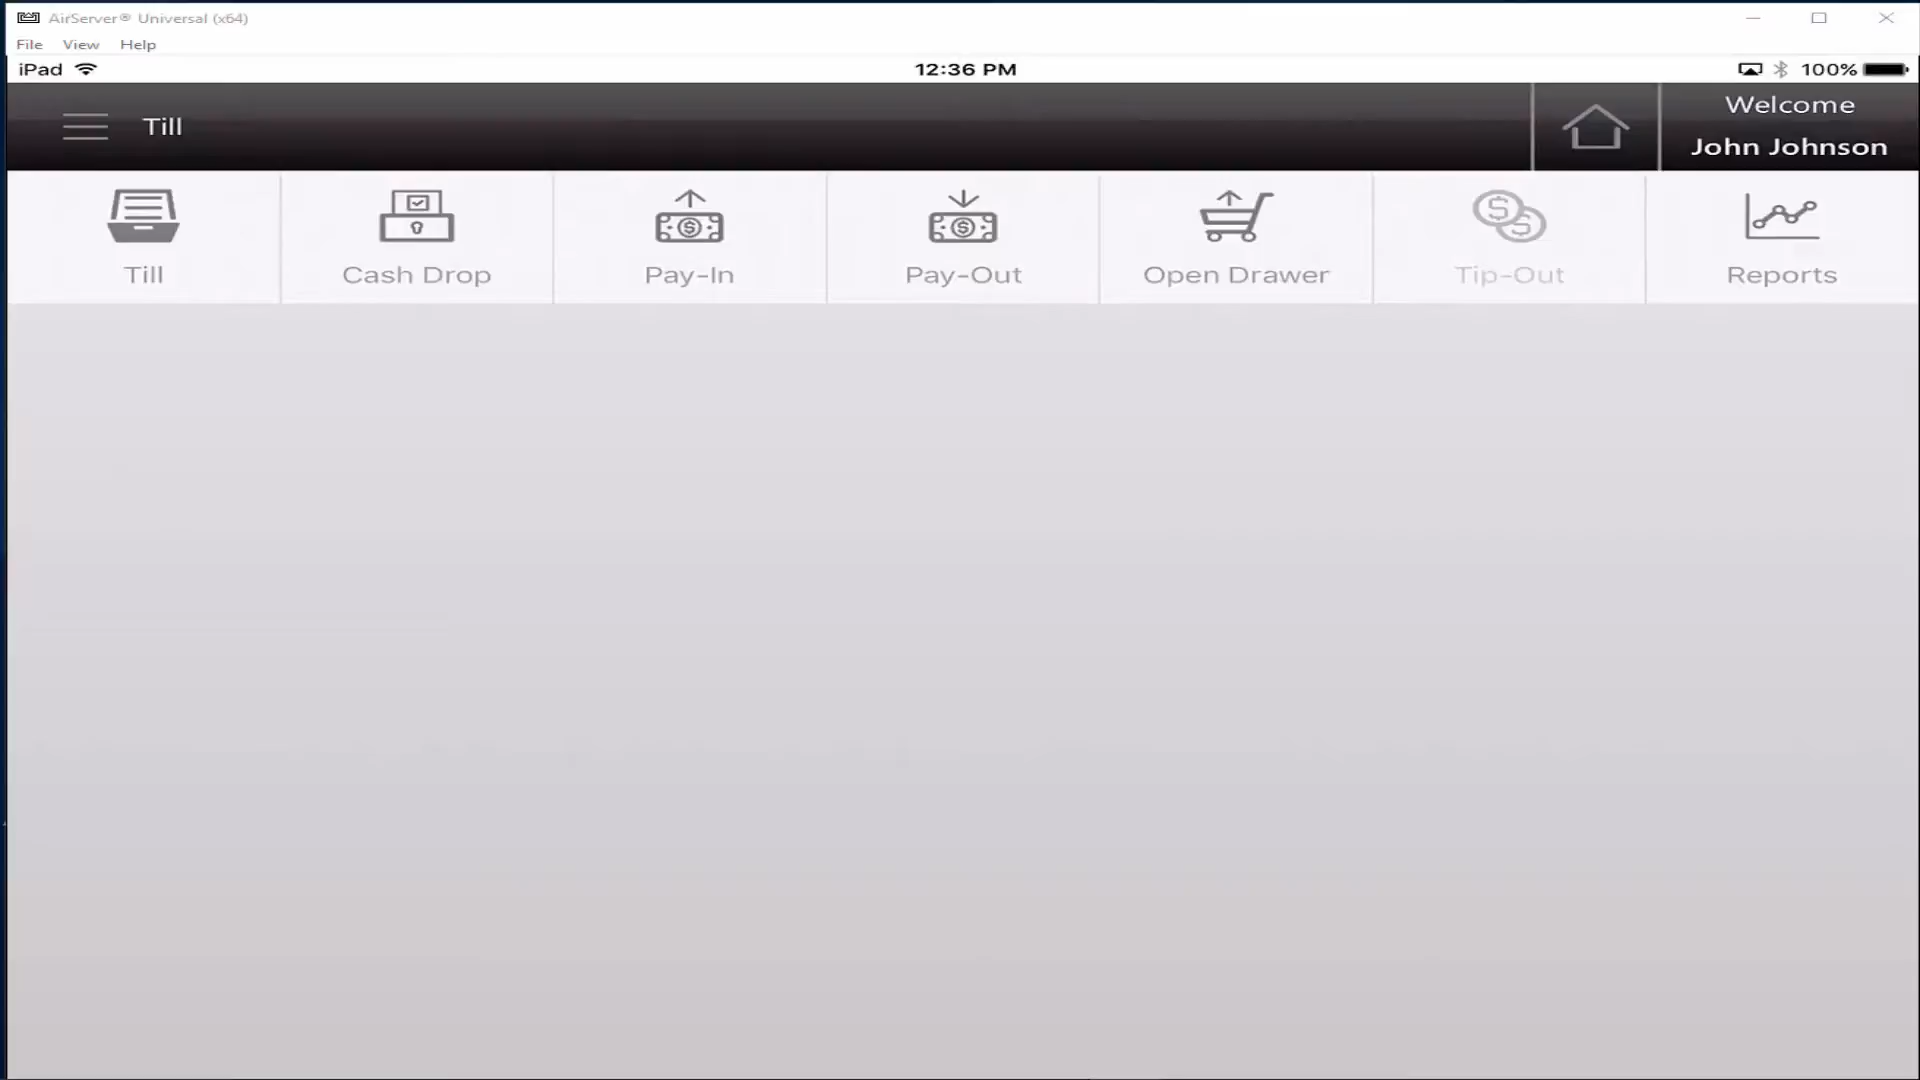 AirServer® Universal (x64)
File View Help
iPad 12:36 PM 100%
Till
Welcome
John Johnson
Till Cash Drop Pay-In Pay-Out Open Drawer Tip-Out Reports